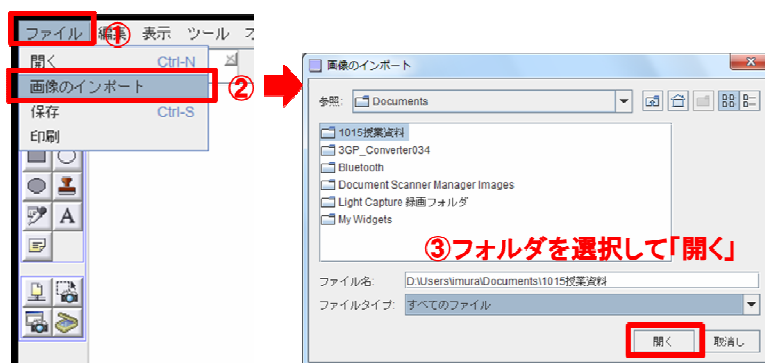 ファイル ① 編集 表示 ツール
開く Ctrl-N
画像のインポート ②
保存 Ctrl-S
印刷
A
画像のインポート
参照: Documents
1015授業資料
3GP_Converter034
Bluetooth
Document Scanner Manager Images
Light Capture 録画フォルダ
My Widgets
③フォルダを選択して「開く」
ファイル名: D:\Users\imura\Documents\1015授業資料
ファイルタイプ: すべてのファイル
開く 取消し